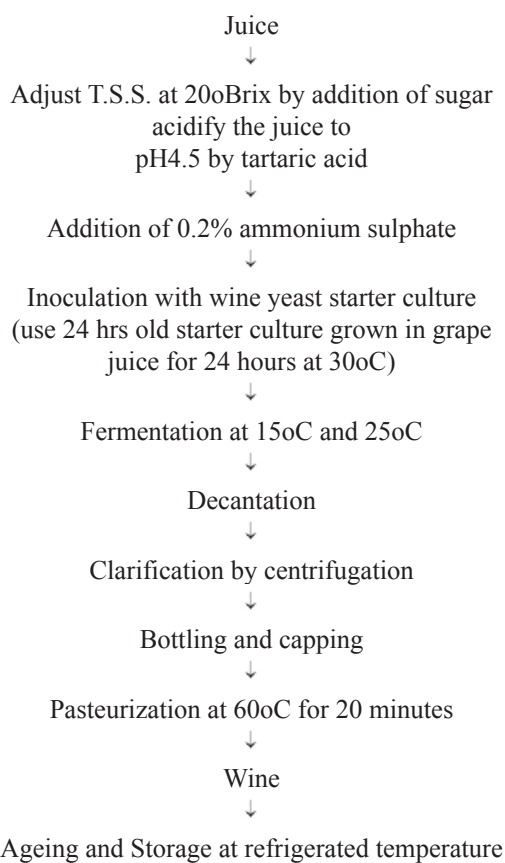 Juice
↓
Adjust T.S.S. at 20oBrix by addition of sugar
acidify the juice to
pH4.5 by tartaric acid
↓
Addition of 0.2% ammonium sulphate
↓
Inoculation with wine yeast starter culture
(use 24 hrs old starter culture grown in grape
juice for 24 hours at 30oC)
↓
Fermentation at 15oC and 25oC
↓
Decantation
↓
Clarification by centrifugation
↓
Bottling and capping
↓
Pasteurization at 60oC for 20 minutes
↓
Wine
↓
Ageing and Storage at refrigerated temperature